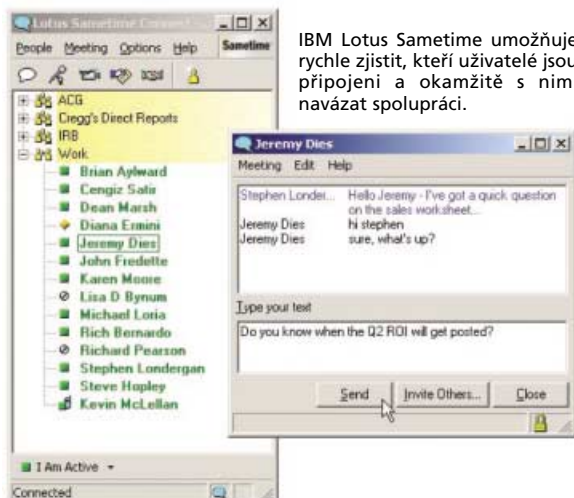 Lotus Sametime Connect
People Meeting Options Help
Sametime
IBM Lotus Sametime umožňuje
rychle zjistit, kteří uživatelé jsou
připojeni a okamžitě s nim
navázat spolupráci.
ACG
Cregg's Direct Reports
IRB
Work
Brian Aylward
Cengiz Satir
Dean Marsh
Diana Ermini
Jeremy Dies
John Fredette
Karen Moore
Lisa D Bynum
Michael Loria
Rich Bernardo
Richard Pearson
Stephen Londergan
Steve Hopley
Kevin McLellan
I Am Active
Connected
Jeremy Dies
Meeting Edit Help
Stephen Londer... Hello Jeremy - I've got a quick question
on the sales worksheet...
Jeremy Dies hi stephen
Jeremy Dies sure, what's up?
Type your text
Do you know when the Q2 ROI will get posted?
Send Invite Others... Close